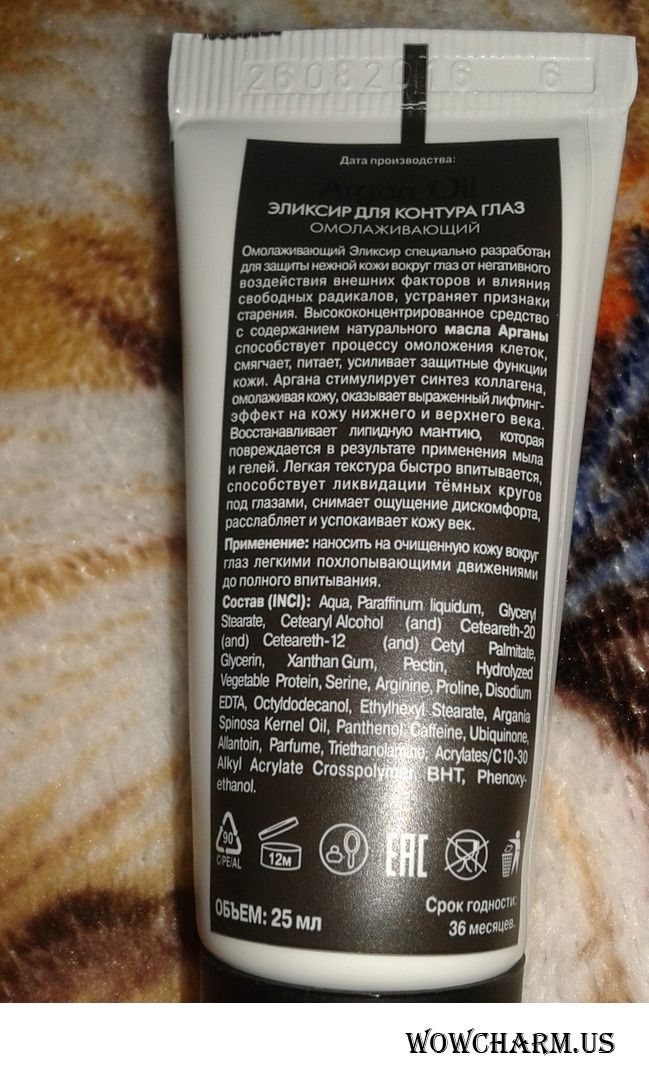 26082016 6
Дата производства:
Argan Oil
ЭЛИКСИР ДЛЯ КОНТУРА ГЛАЗ
ОМОЛАЖИВАЮЩИЙ
Омолаживающий Эликсир специально разработан
для защиты нежной кожи вокруг глаз от негативного
воздействия внешних факторов и влияния
свободных радикалов, устраняет признаки
старения. Высококонцентрированное средство
с содержанием натурального масла Арганы
способствует процессу омоложения клеток,
смягчает, питает, усиливает защитные функции
кожи. Аргана стимулирует синтез коллагена,
омолаживая кожу, оказывает выраженный лифтинг-
эффект на кожу нижнего и верхнего века.
Восстанавливает липидную мантию, которая
повреждается в результате применения мыла
и гелей. Легкая текстура быстро впитывается,
способствует ликвидации тёмных кругов
под глазами, снимает ощущение дискомфорта,
расслабляет и успокаивает кожу век.
Применение: наносить на очищенную кожу вокруг
глаз легкими похлопывающими движениями
до полного впитывания.
Состав (INCI): Aqua, Paraffinum liquidum, Glyceryl
Stearate, Cetearyl Alcohol (and) Ceteareth-20
(and) Ceteareth-12 (and) Cetyl Palmitate,
Glycerin, Xanthan Gum, Pectin, Hydrolyzed
Vegetable Protein, Serine, Arginine, Proline, Disodium
EDTA, Octyldodecanol, Ethylhexyl Stearate, Argania
Spinosa Kernel Oil, Panthenol, Caffeine, Ubiquinone,
Allantoin, Parfume, Triethanolamine; Acrylates/C10-30
Alkyl Acrylate Crosspolymer, BHT, Phenoxy-
ethanol.
90
C/PE/AL
12м
EAC
ОБЪЕМ: 25 мл
Срок годности:
36 месяцев.
WOWCHARM.US